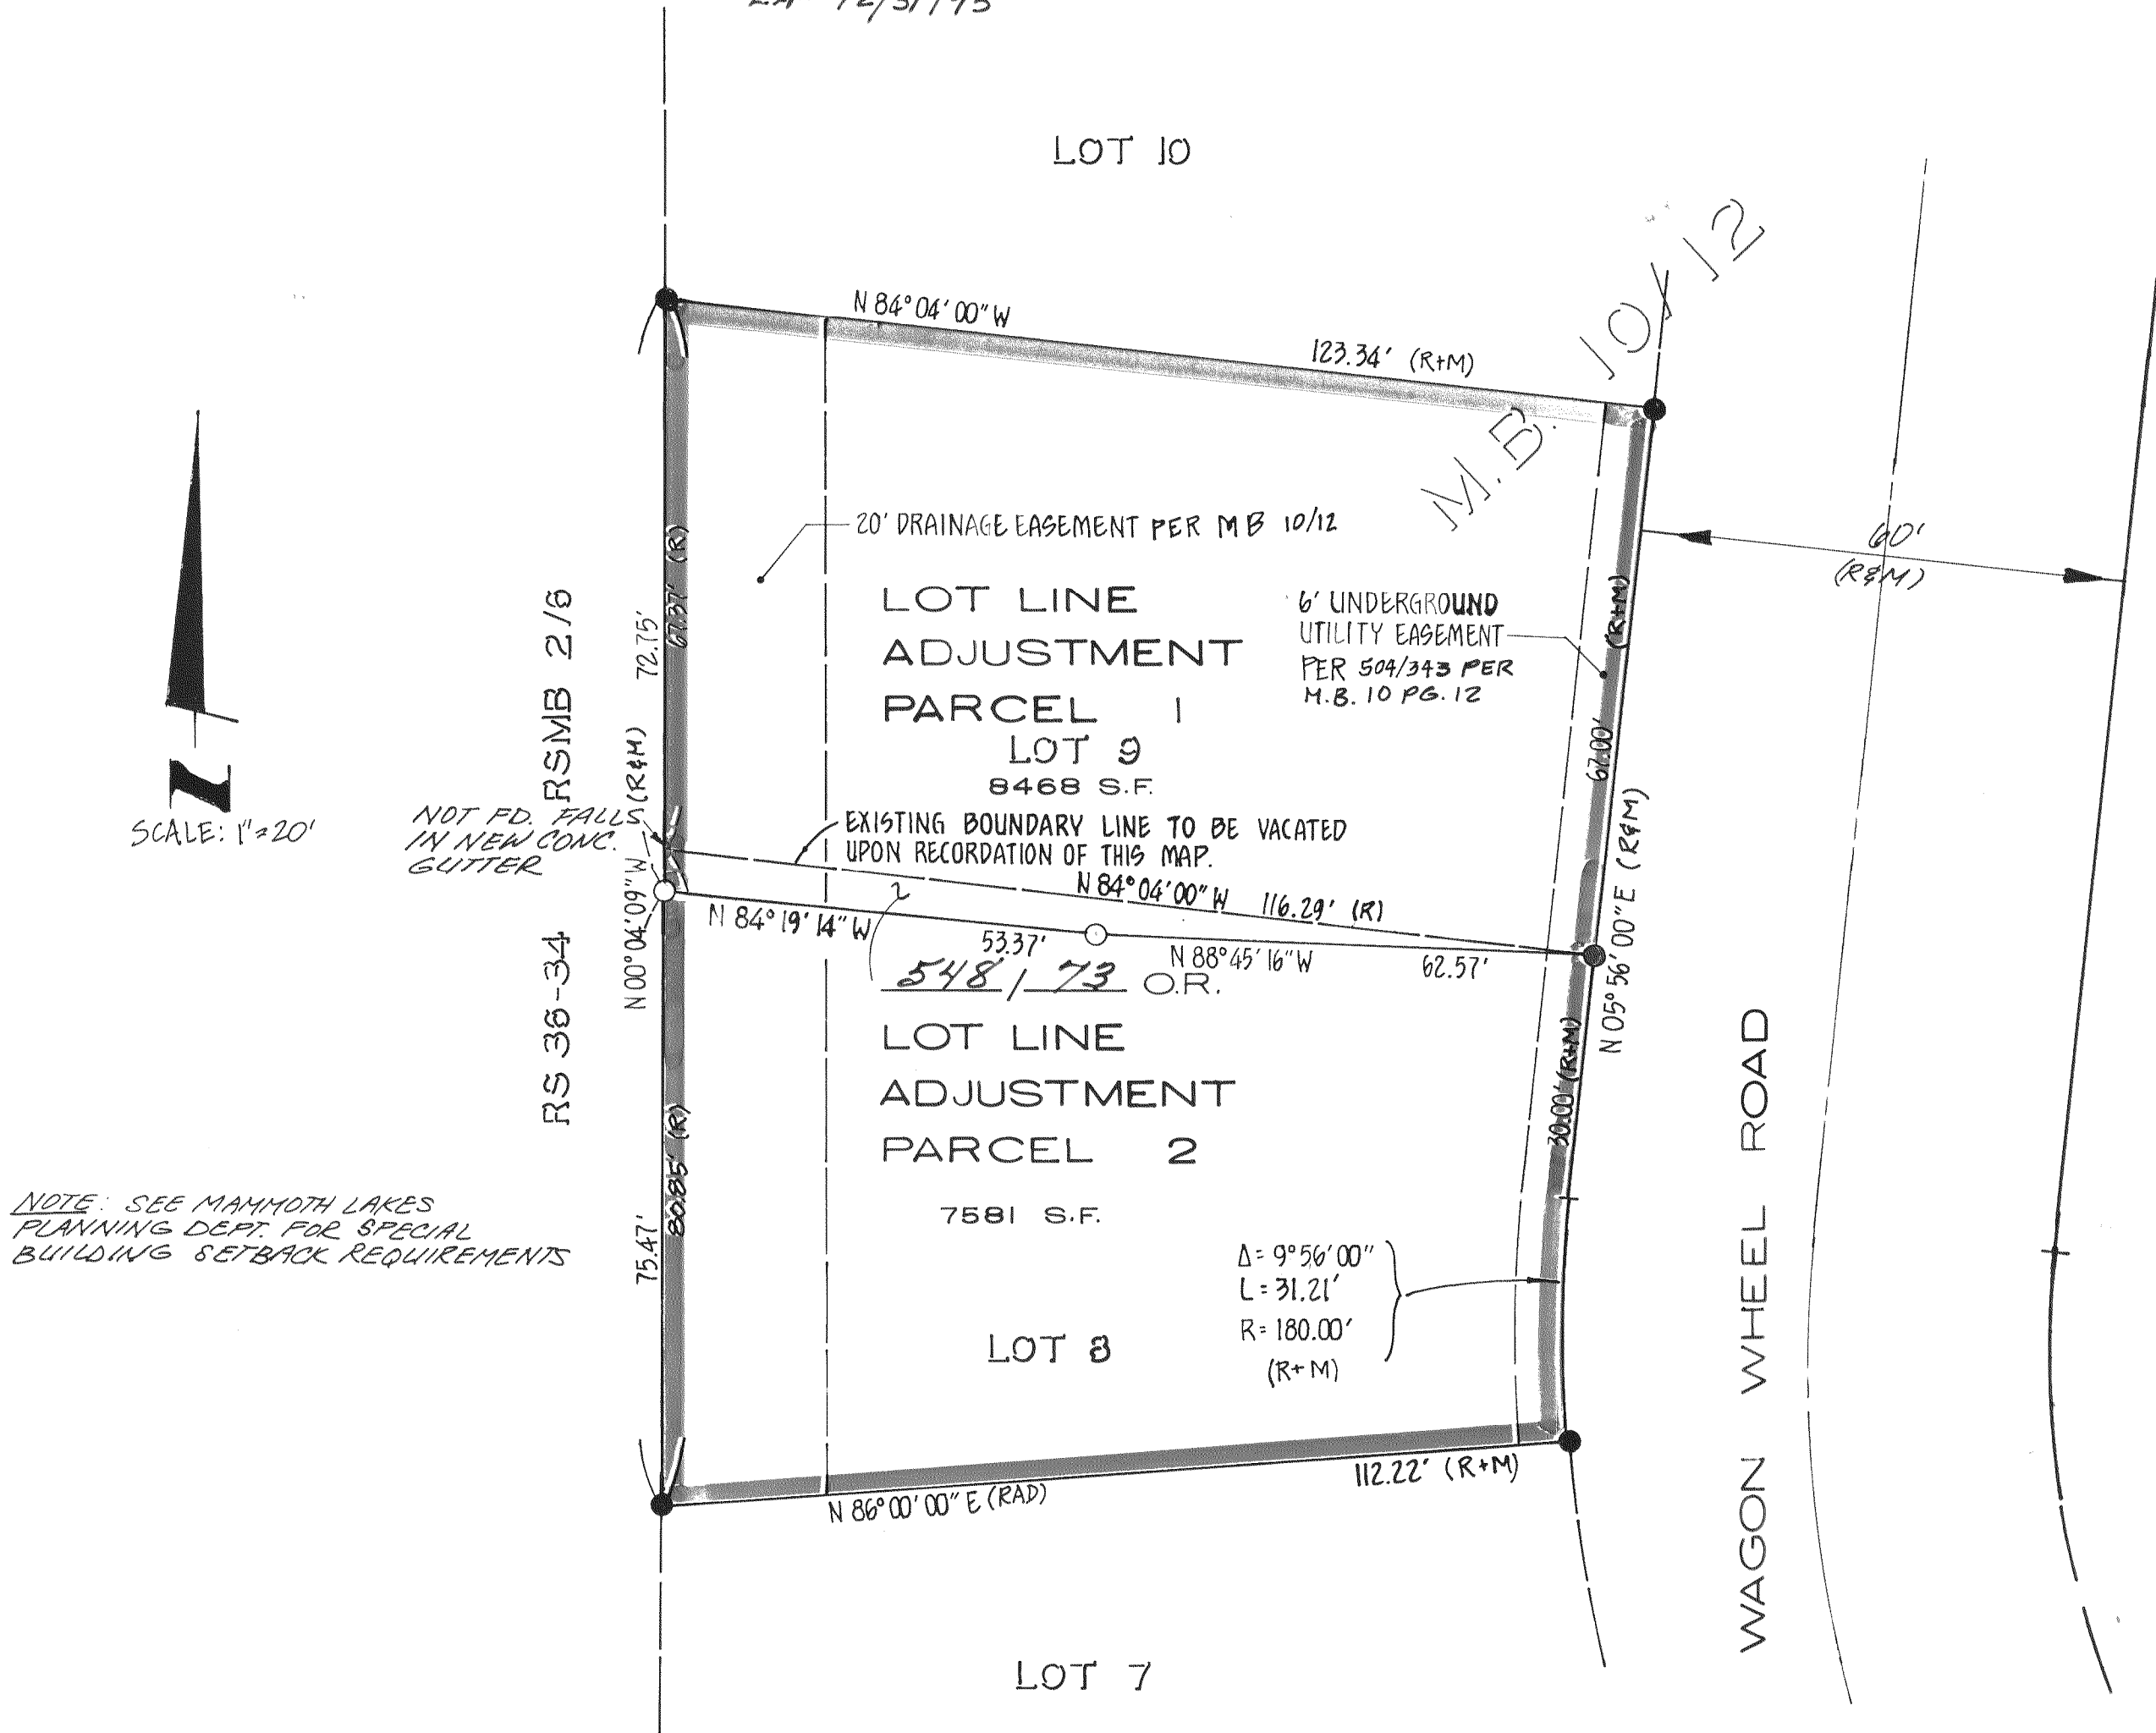 12/31/95
LOT 10
M.B. 10/12
N 84° 04' 00" W
123.34' (R+M)
60'
(R&M)
20' DRAINAGE EASEMENT PER M B 10/12
LOT LINE
ADJUSTMENT
PARCEL 1
LOT 9
8468 S.F.
6' UNDERGROUND
UTILITY EASEMENT
PER 504/343 PER
M.B. 10 PG. 12
67.37' (R)
72.75'
RSMB 2/6
67.00' (R+M)
SCALE: 1"=20'
NOT FD. FALLS
IN NEW CONC.
GUTTER
N 00° 04' 09" W (R&M)
EXISTING BOUNDARY LINE TO BE VACATED
UPON RECORDATION OF THIS MAP.
N 84° 04' 00" W 116.29' (R)
2
N 84° 19' 14" W
53.37'
N 88° 45' 16" W
62.57'
N 05° 56' 00" E (R&M)
548 / 73 O.R.
RS 36-34
LOT LINE
ADJUSTMENT
PARCEL 2
7581 S.F.
30.00' (R+M)
80.85' (R)
75.47'
NOTE: SEE MAMMOTH LAKES
PLANNING DEPT. FOR SPECIAL
BUILDING SETBACK REQUIREMENTS
Δ= 9° 56' 00"
L= 31.21'
R= 180.00'
(R+M)
LOT 8
WAGON WHEEL ROAD
112.22' (R+M)
N 86° 00' 00" E (RAD)
LOT 7